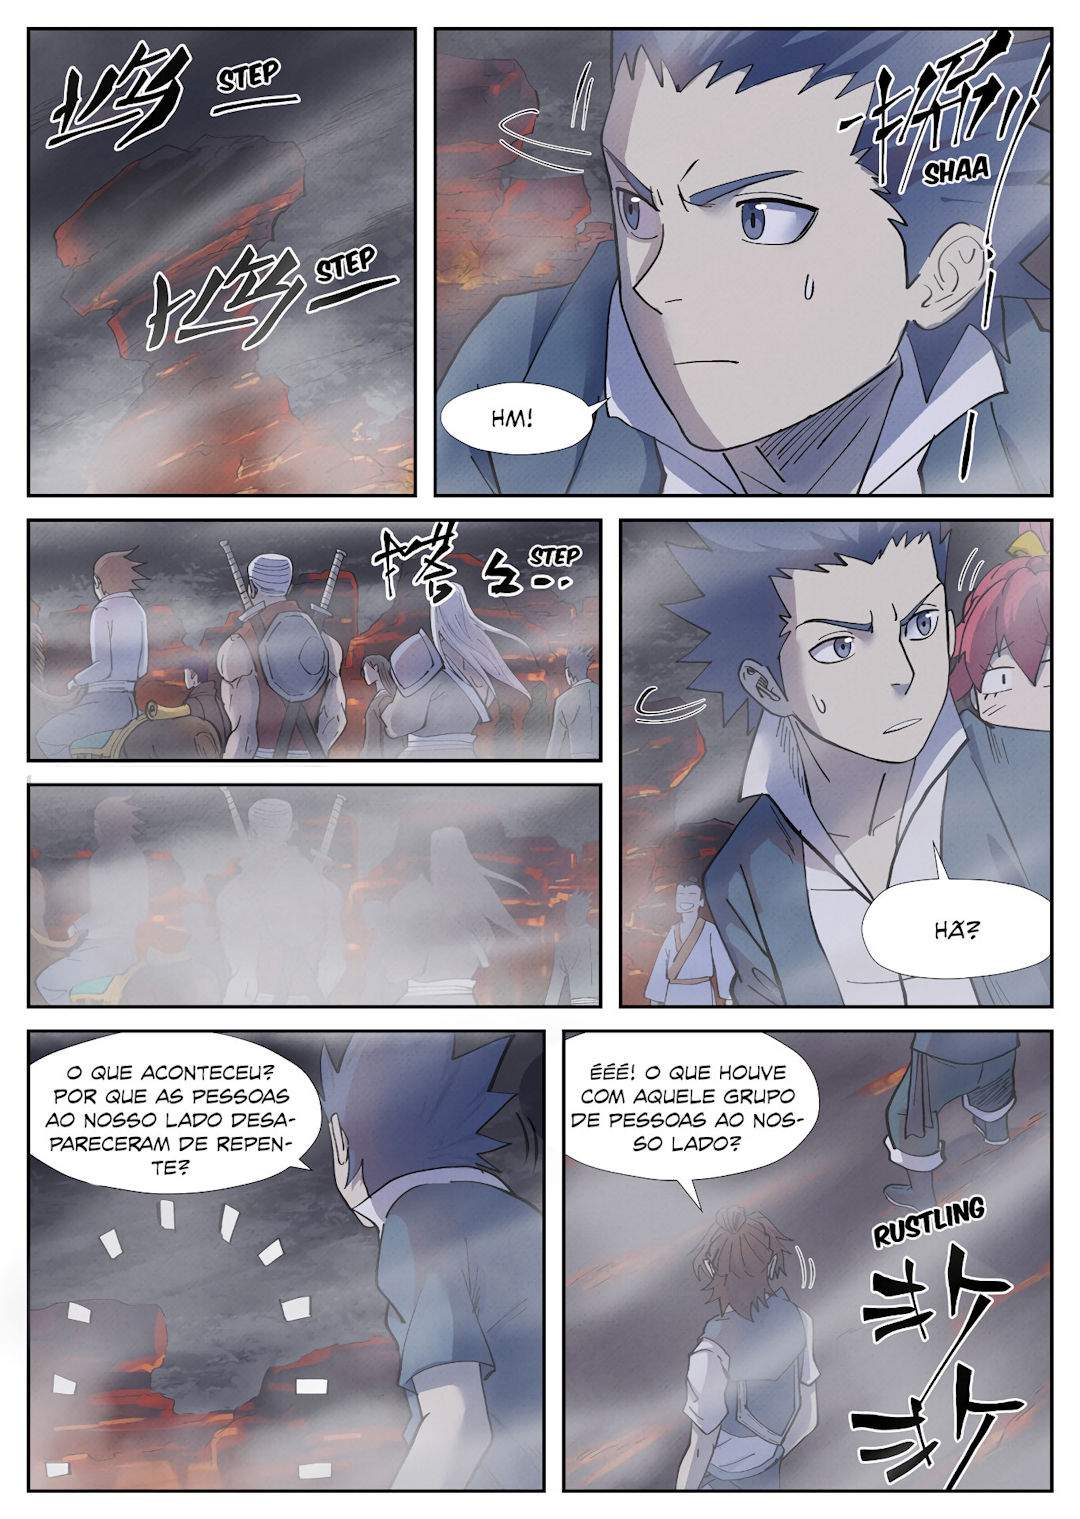 STEP
STEP
SHAA
HM!
STEP
HÃ?
O QUE ACONTECEU?
POR QUE AS PESSOAS
AO NOSSO LADO DESA-
PARECERAM DE REPEN-
TE?
ÉÉÉ! O QUE HOUVE
COM AQUELE GRUPO
DE PESSOAS AO NOS-
SO LADO?
RUSTLING